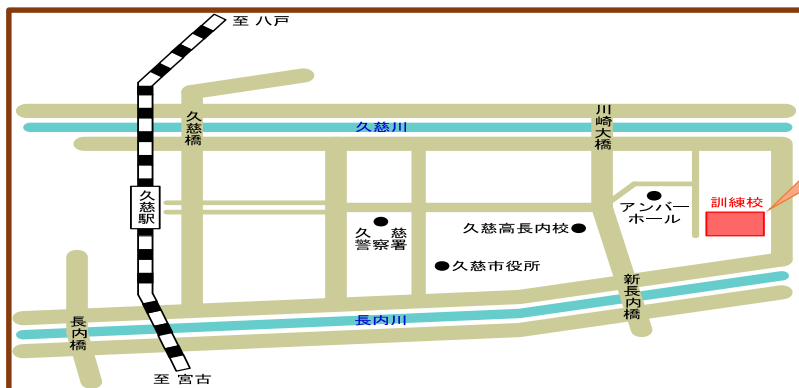 至 八戸
久慈橋
久慈川
川崎大橋
久慈駅
訓練校
アンバー
ホール
久　慈
警察署
久慈高長内校
久慈市役所
新長内橋
長内橋
長内川
至 宮古